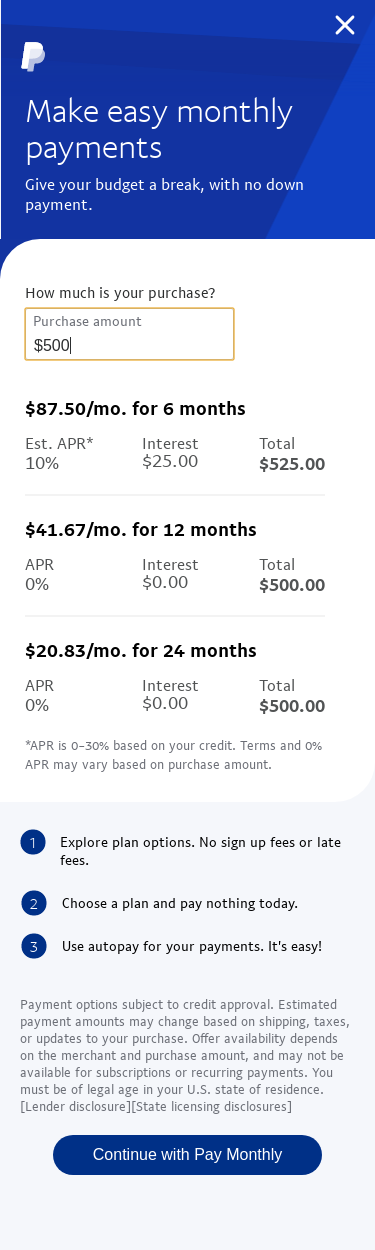 Make easy monthly
payments
Give your budget a break, with no down
payment.
How much is your purchase?
Purchase amount
$500
$87.50/mo. for 6 months
Est. APR* Interest Total
10% $25.00 $525.00
$41.67/mo. for 12 months
APR Interest Total
0% $0.00 $500.00
$20.83/mo. for 24 months
APR Interest Total
0% $0.00 $500.00
*APR is 0–30% based on your credit. Terms and 0%
APR may vary based on purchase amount.
1 Explore plan options. No sign up fees or late
fees.
2 Choose a plan and pay nothing today.
3 Use autopay for your payments. It's easy!
Payment options subject to credit approval. Estimated
payment amounts may change based on shipping, taxes,
or updates to your purchase. Offer availability depends
on the merchant and purchase amount, and may not be
available for subscriptions or recurring payments. You
must be of legal age in your U.S. state of residence.
[Lender disclosure][State licensing disclosures]
Continue with Pay Monthly